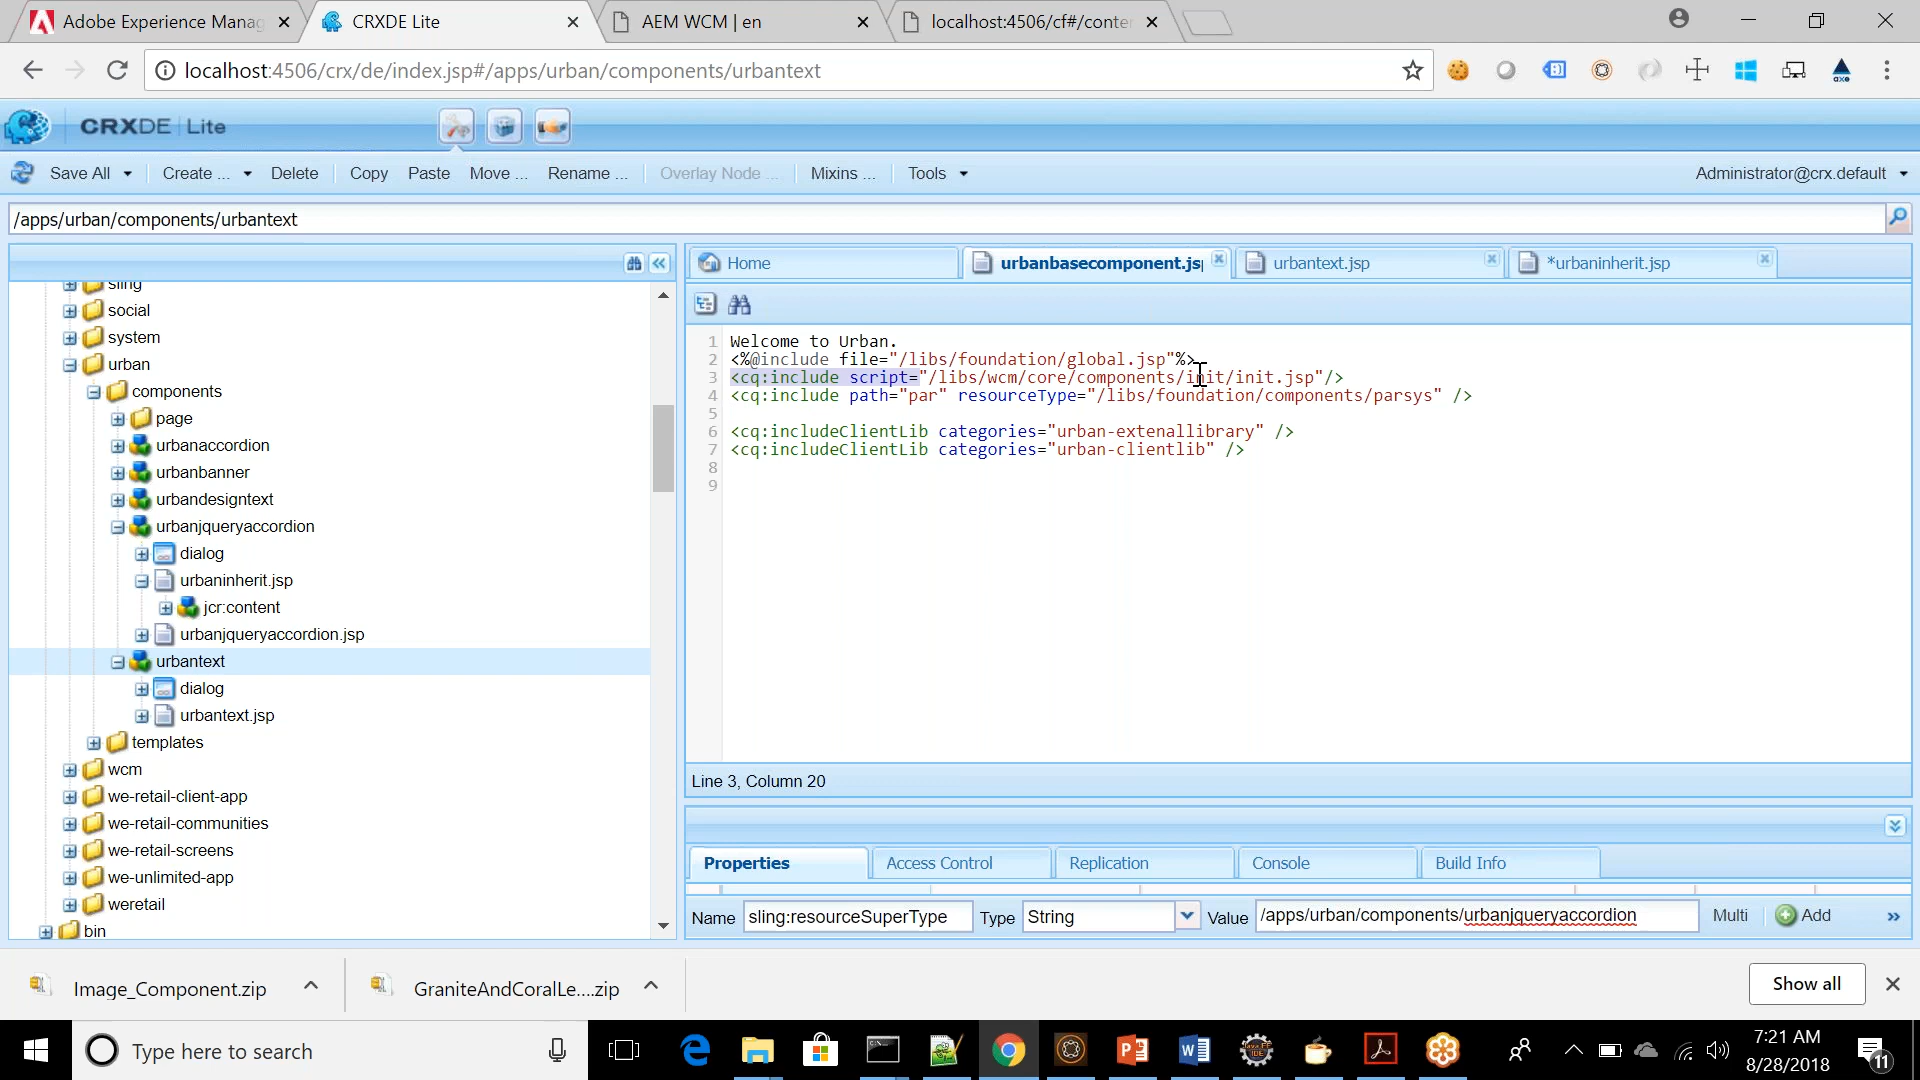 Adobe Experience Manag
CRXDE Lite
AEM WCM | en
localhost:4506/cf#/conte
localhost:4506/crx/de/index.jsp#/apps/urban/components/urbantext
CRXDE | Lite
Save All
Create ...
Delete
Copy
Paste
Move ...
Rename ...
Overlay Node ...
Mixins ...
Tools
Administrator@crx.default
/apps/urban/components/urbantext
sling
social
system
urban
components
page
urbanaccordion
urbanbanner
urbandesigntext
urbanjqueryaccordion
dialog
urbaninherit.jsp
jcr:content
urbanjqueryaccordion.jsp
urbantext
dialog
urbantext.jsp
templates
wcm
we-retail-client-app
we-retail-communities
we-retail-screens
we-unlimited-app
weretail
bin
Home
urbanbasecomponent.js
urbantext.jsp
*urbaninherit.jsp
1 Welcome to Urban.
2 <%@include file="/libs/foundation/global.jsp"%>
3 <cq:include script="/libs/wcm/core/components/init/init.jsp"/>
4 <cq:include path="par" resourceType="/libs/foundation/components/parsys" />
5
6 <cq:includeClientLib categories="urban-extenallibrary" />
7 <cq:includeClientLib categories="urban-clientlib" />
8
9
Line 3, Column 20
Properties
Access Control
Replication
Console
Build Info
Name sling:resourceSuperType Type String Value /apps/urban/components/urbanjqueryaccordion Multi Add »
Image_Component.zip
GraniteAndCoralLe....zip
Show all
Type here to search
7:21 AM
8/28/2018
11